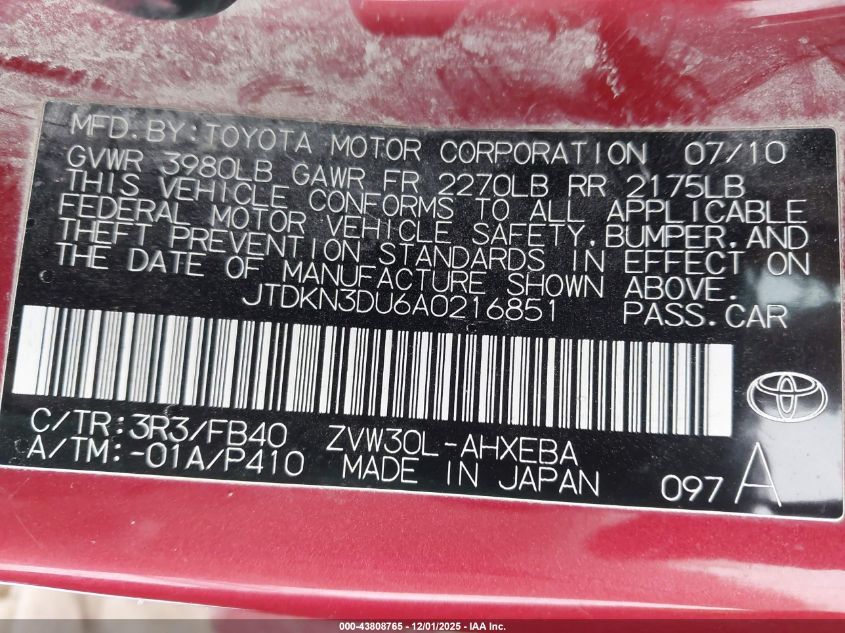 MFD.BY:TOYOTA MOTOR CORPORATION 07/10
GVWR 3980LB GAWR FR 2270LB RR 2175LB
THIS VEHICLE CONFORMS TO ALL APPLICABLE
FEDERAL MOTOR VEHICLE SAFETY,BUMPER,AND
THEFT PREVENTION STANDARDS IN EFFECT ON
THE DATE OF MANUFACTURE SHOWN ABOVE.
JTDKN3DU6A0216851 PASS.CAR
C/TR:3R3/FB40 ZVW30L-AHXEBA
A/TM:-01A/P410 MADE IN JAPAN 097 A
000-43808765 - 12/01/2025 - IAA Inc.